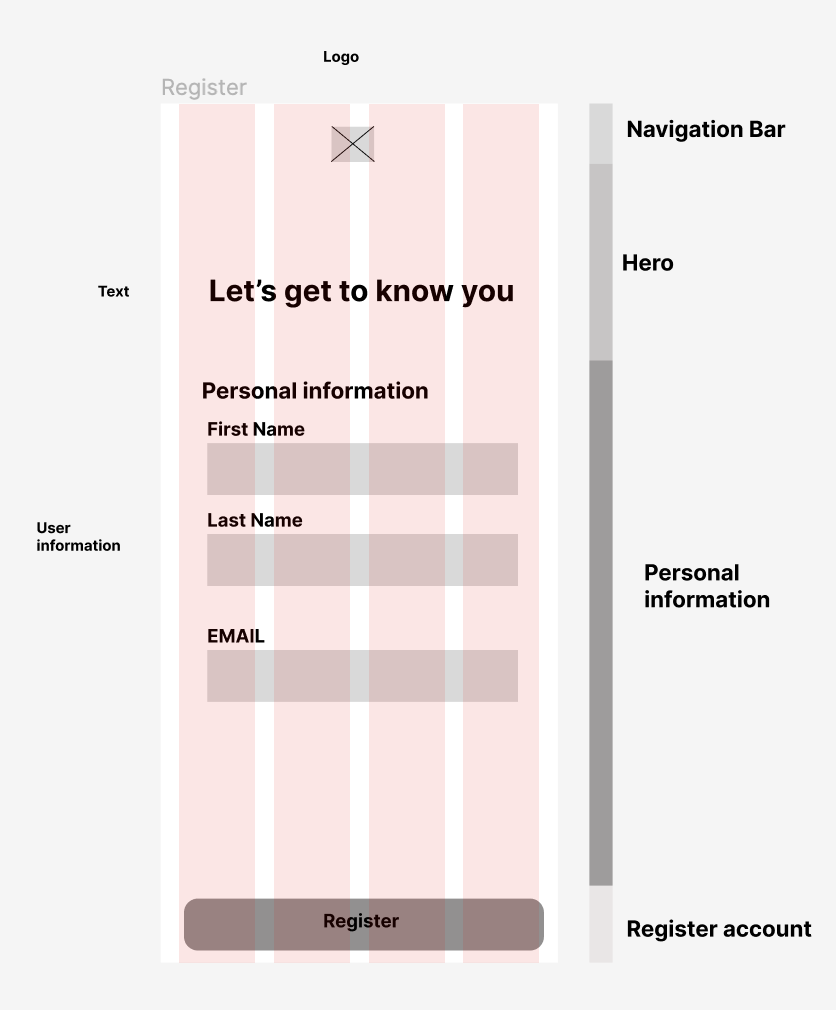 Logo
Register
Navigation Bar
Hero
Text
Let’s get to know you
Personal information
First Name
Last Name
User
information
Personal
information
EMAIL
Register
Register account